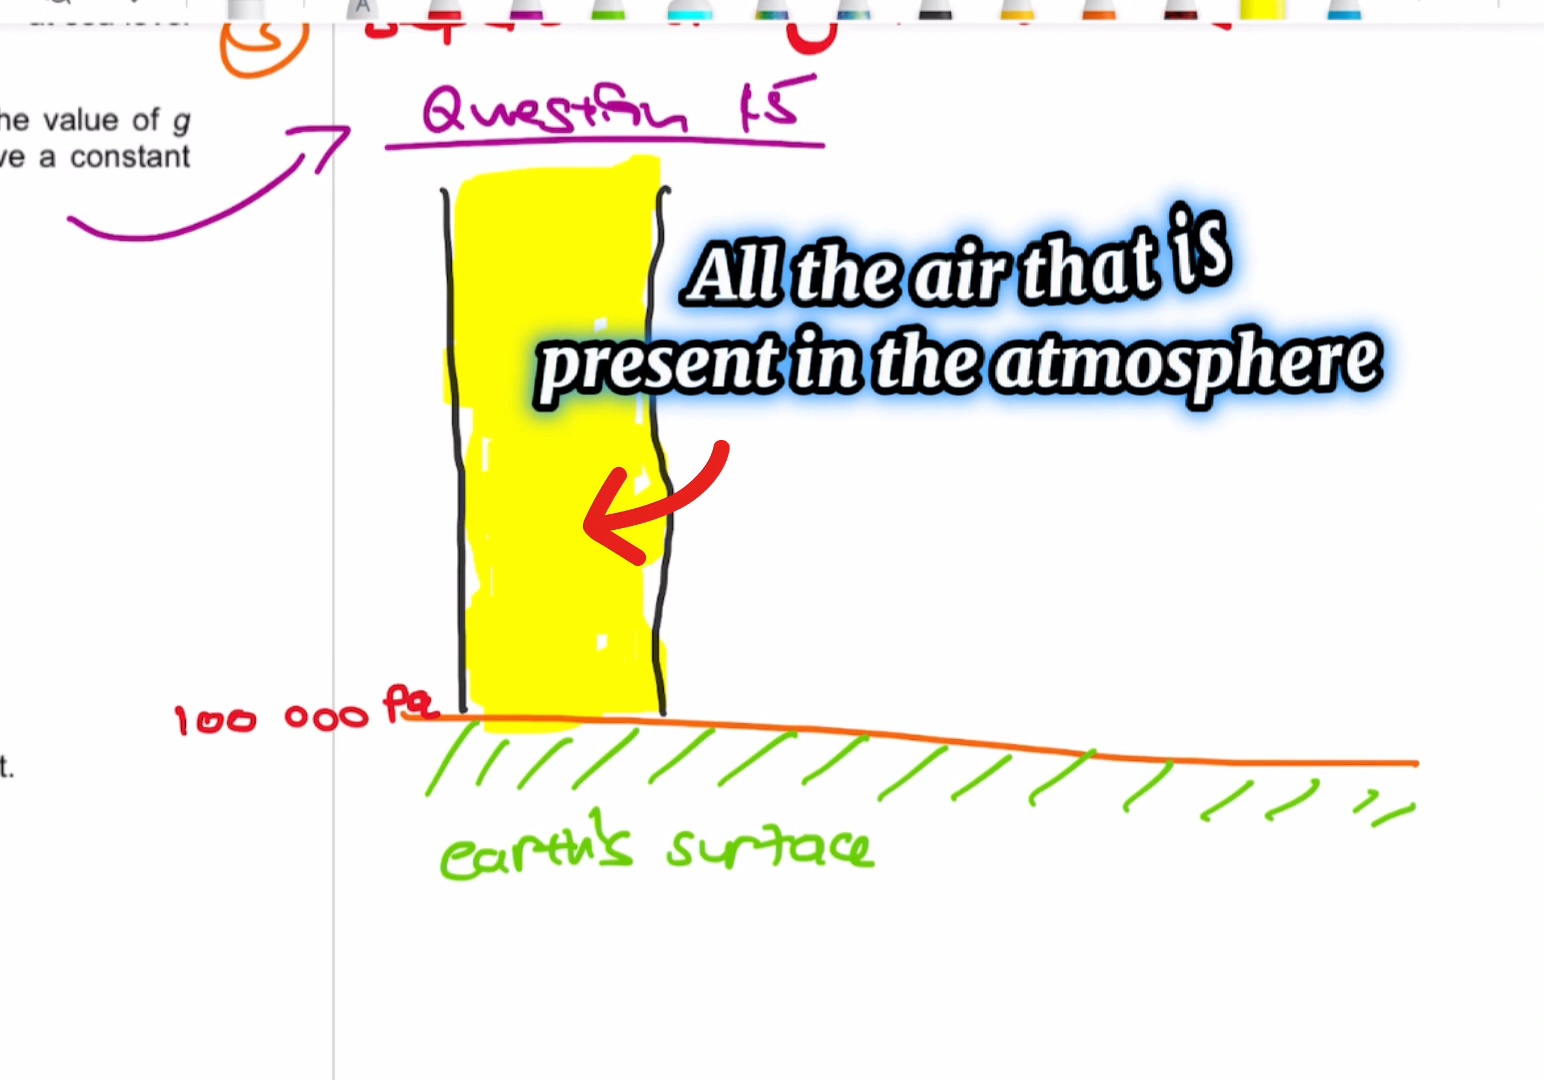 he value of g
ve a constant
Question 15
All the air that is
present in the atmosphere
100 000 Pa
t.
earth's surface